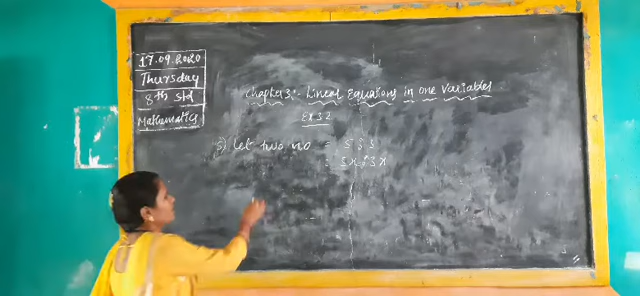 17.09.2020
Thursday
8th std
Mathematics
Chapter 3:- Linear Equations in one Variables
Ex 3.2
3) let two no = 5 : 3
= 5x : 3x